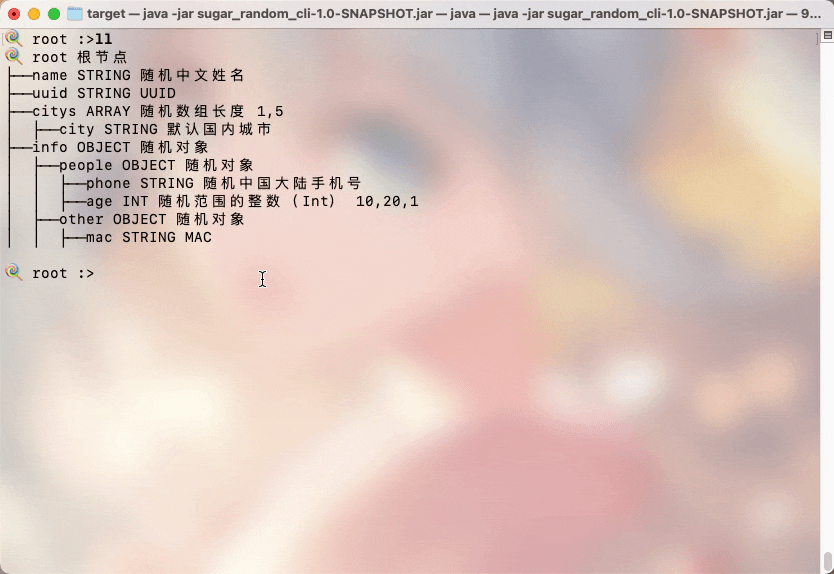 target — java -jar sugar_random_cli-1.0-SNAPSHOT.jar — java — java -jar sugar_random_cli-1.0-SNAPSHOT.jar — 9...
root :>ll
root 根节点
├──name STRING 随机中文姓名
├──uuid STRING UUID
├──citys ARRAY 随机数组长度 1,5
│  ├──city STRING 默认国内城市
├──info OBJECT 随机对象
│  ├──people OBJECT 随机对象
│  │  ├──phone STRING 随机中国大陆手机号
│  │  ├──age INT 随机范围的整数 (Int) 10,20,1
│  ├──other OBJECT 随机对象
│  │  ├──mac STRING MAC
root :>